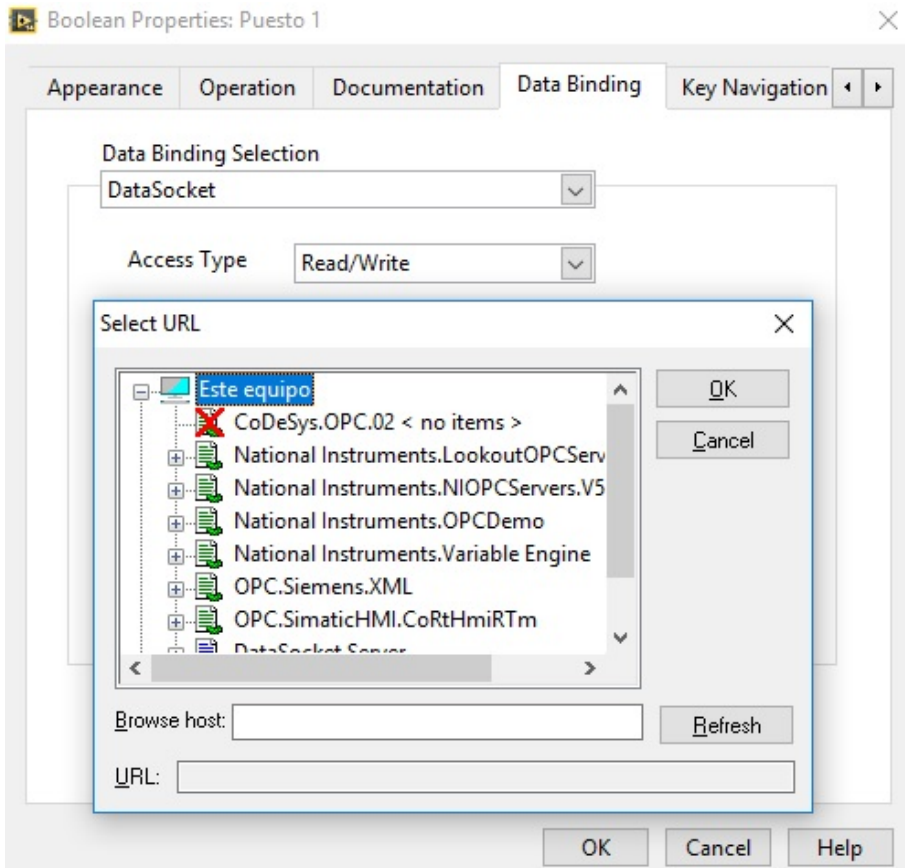 Boolean Properties: Puesto 1
Appearance Operation Documentation Data Binding Key Navigation
Data Binding Selection
DataSocket
Access Type Read/Write
Select URL
Este equipo
CoDeSys.OPC.02 < no items >
National Instruments.LookoutOPCServ
National Instruments.NIOPCServers.V5
National Instruments.OPCDemo
National Instruments.Variable Engine
OPC.Siemens.XML
OPC.SimaticHMI.CoRtHmiRTm
DataSocket Server
OK
Cancel
Browse host:
Refresh
URL:
OK Cancel Help